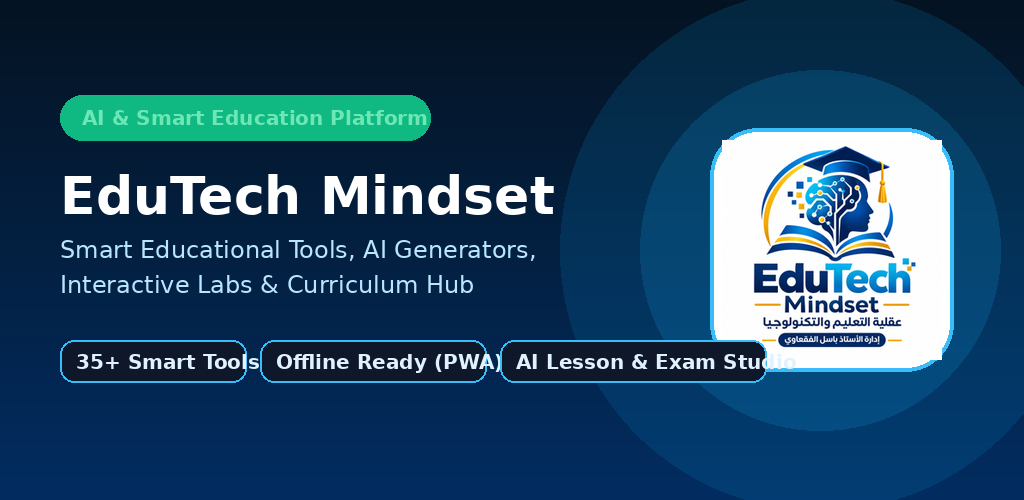 AI & Smart Education Platform
EduTech Mindset
Smart Educational Tools, AI Generators,
Interactive Labs & Curriculum Hub
35+ Smart Tools
Offline Ready (PWA)
AI Lesson & Exam Studio
EduTech
Mindset
عقلية التعليم والتكنولوجيا
إدارة الأستاذ باسل الفقعاوي